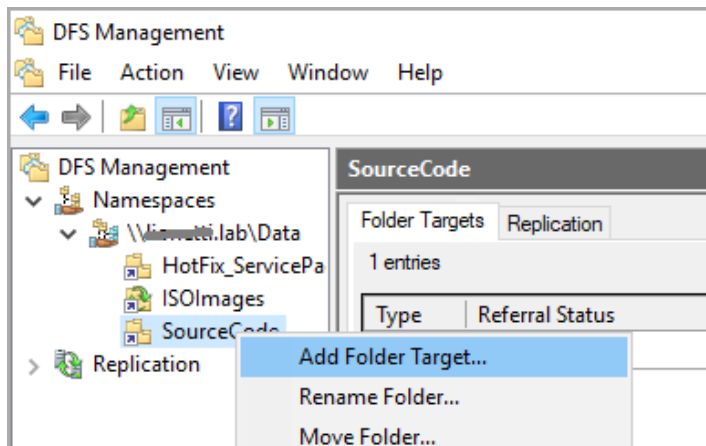 DFS Management
File Action View Window Help
DFS Management
Namespaces
.lab\Data
HotFix_ServicePa
ISOImages
SourceCode
Replication
SourceCode
Folder Targets Replication
1 entries
Type Referral Status
Add Folder Target...
Rename Folder...
Move Folder...